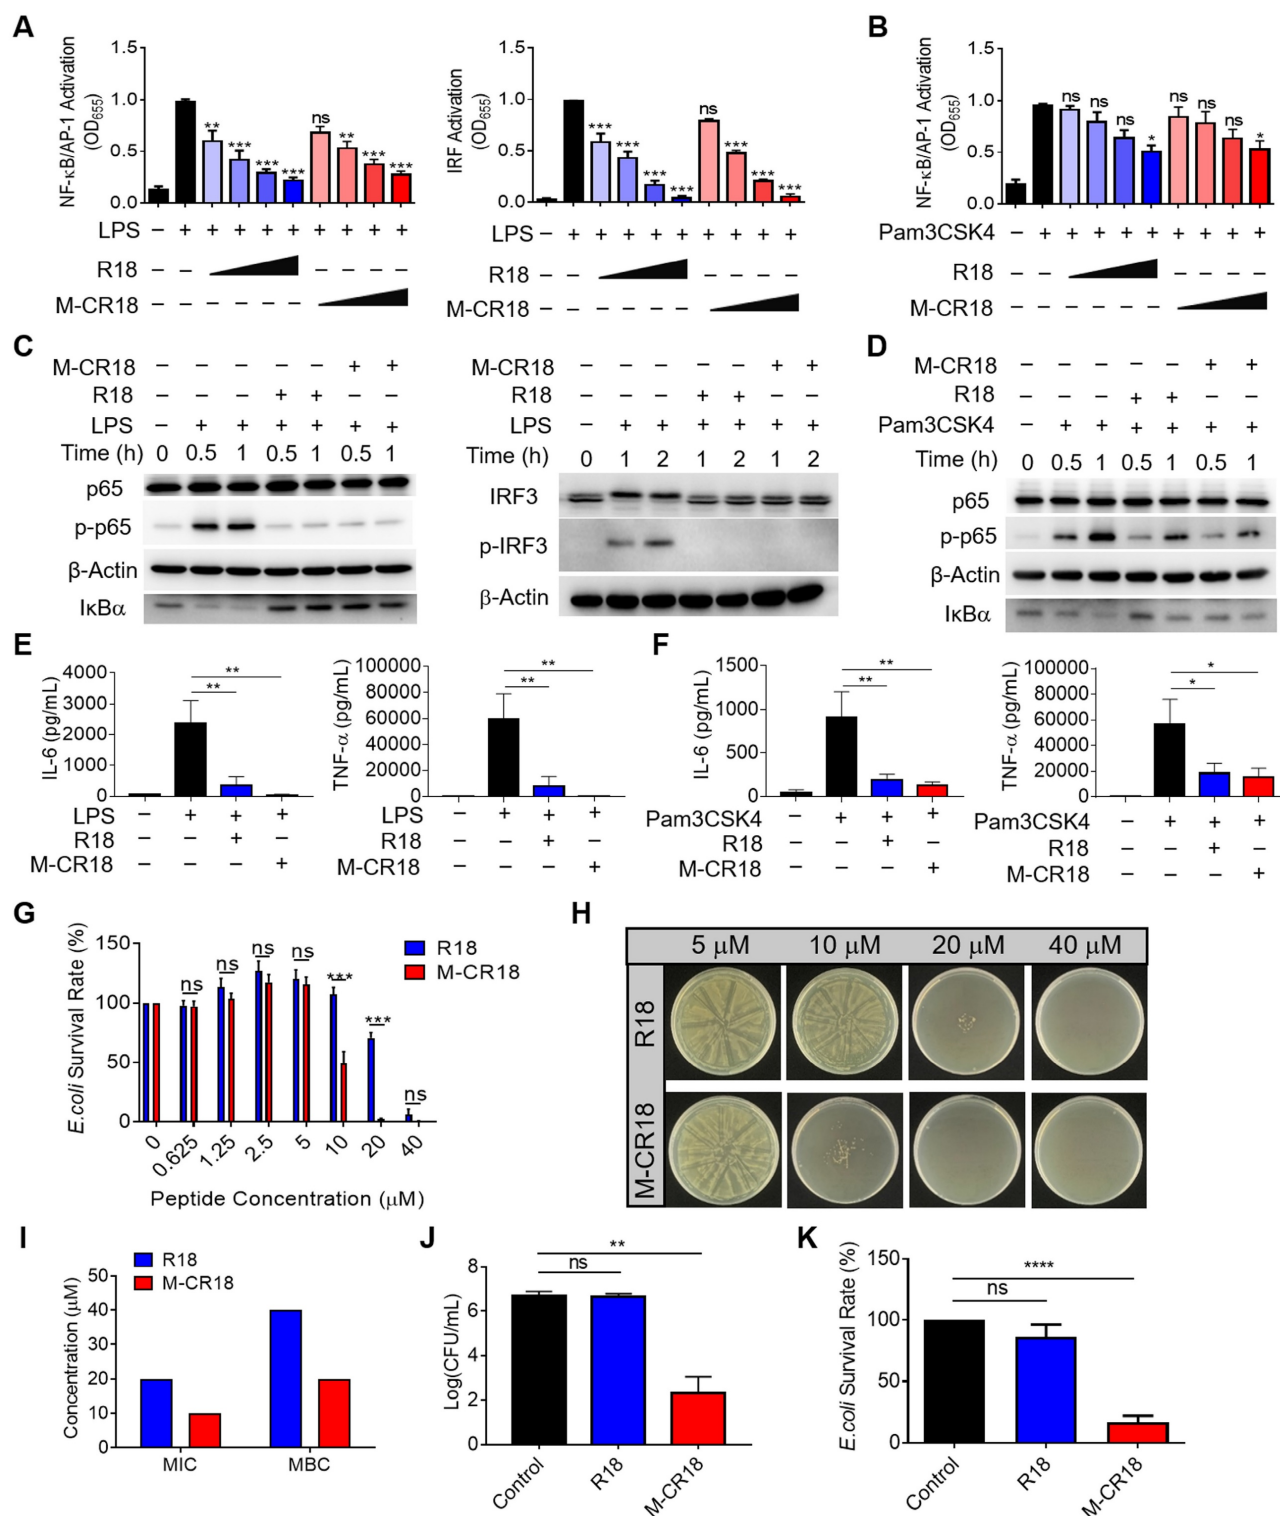 A
NF-κB/AP-1 Activation
(OD655)
1.5
1.0
0.5
0.0
** *** *** *** ns ** *** ***
LPS − + + + + + + + + +
R18 − − − − − −
M-CR18 − − − − − −
IRF Activation
(OD655)
1.5
1.0
0.5
0.0
*** *** *** *** ns *** *** ***
LPS − + + + + + + + + +
R18 − − − − − −
M-CR18 − − − − − −
B
NF-κB/AP-1 Activation
(OD655)
1.5
1.0
0.5
0.0
ns ns ns * ns ns ns *
Pam3CSK4 − + + + + + + + + +
R18 − − − − − −
M-CR18 − − − − − −
C
M-CR18 − − − − − + +
R18 − − − + + − −
LPS − + + + + + +
Time (h) 0 0.5 1 0.5 1 0.5 1
p65
p-p65
β-Actin
IκBα
M-CR18 − − − − − + +
R18 − − − + + − −
LPS − + + + + + +
Time (h) 0 1 2 1 2 1 2
IRF3
p-IRF3
β-Actin
D
M-CR18 − − − − − + +
R18 − − − + + − −
Pam3CSK4 − + + + + + +
Time (h) 0 0.5 1 0.5 1 0.5 1
p65
p-p65
β-Actin
IκBα
E
IL-6 (pg/mL)
4000
3000
2000
1000
0
**
**
LPS − + + +
R18 − − + −
M-CR18 − − − +
TNF-α (pg/mL)
100000
80000
60000
40000
20000
0
**
**
LPS − + + +
R18 − − + −
M-CR18 − − − +
F
IL-6 (pg/mL)
1500
1000
500
0
**
**
Pam3CSK4 − + + +
R18 − − + −
M-CR18 − − − +
TNF-α (pg/mL)
100000
80000
60000
40000
20000
0
*
*
Pam3CSK4 − + + +
R18 − − + −
M-CR18 − − − +
G
E.coli Survival Rate (%)
150
100
50
0
ns ns ns ns *** *** ns
R18
M-CR18
0 0.625 1.25 2.5 5 10 20 40
Peptide Concentration (μM)
H
5 μM 10 μM 20 μM 40 μM
R18
M-CR18
I
R18
M-CR18
Concentration (μM)
50
40
30
20
10
0
MIC MBC
J
Log(CFU/mL)
8
6
4
2
0
**
ns
Control R18 M-CR18
K
E.coli Survival Rate (%)
150
100
50
0
****
ns
Control R18 M-CR18